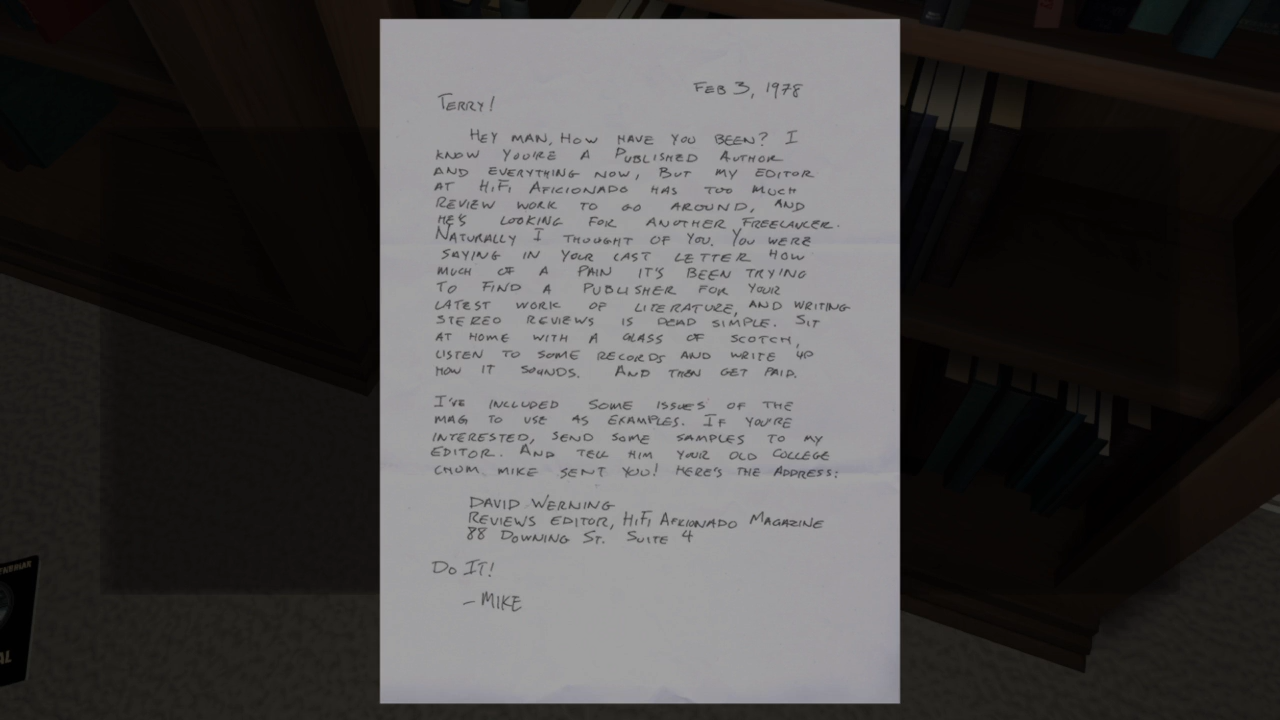 FEB 3, 1978
TERRY!
HEY MAN, HOW HAVE YOU BEEN? I
KNOW YOU'RE A PUBLISHED AUTHOR
AND EVERYTHING NOW, BUT MY EDITOR
AT HIFI AFICIONADO HAS TOO MUCH
REVIEW WORK TO GO AROUND, AND
HE'S LOOKING FOR ANOTHER FREELANCER.
NATURALLY I THOUGHT OF YOU. YOU WERE
SAYING IN YOUR LAST LETTER HOW
MUCH OF A PAIN IT'S BEEN TRYING
TO FIND A PUBLISHER FOR YOUR
LATEST WORK OF LITERATURE, AND WRITING
STEREO REVIEWS IS DEAD SIMPLE. SIT
AT HOME WITH A GLASS OF SCOTCH,
LISTEN TO SOME RECORDS AND WRITE UP
HOW IT SOUNDS. AND THEN GET PAID.
I'VE INCLUDED SOME ISSUES OF THE
MAG TO USE AS EXAMPLES. IF YOU'RE
INTERESTED, SEND SOME SAMPLES TO MY
EDITOR. AND TELL HIM YOUR OLD COLLEGE
CHUM MIKE SENT YOU! HERE'S THE ADDRESS:
DAVID WERNING
REVIEWS EDITOR, HIFI AFICIONADO MAGAZINE
88 DOWNING ST. SUITE 4
DO IT!
- MIKE